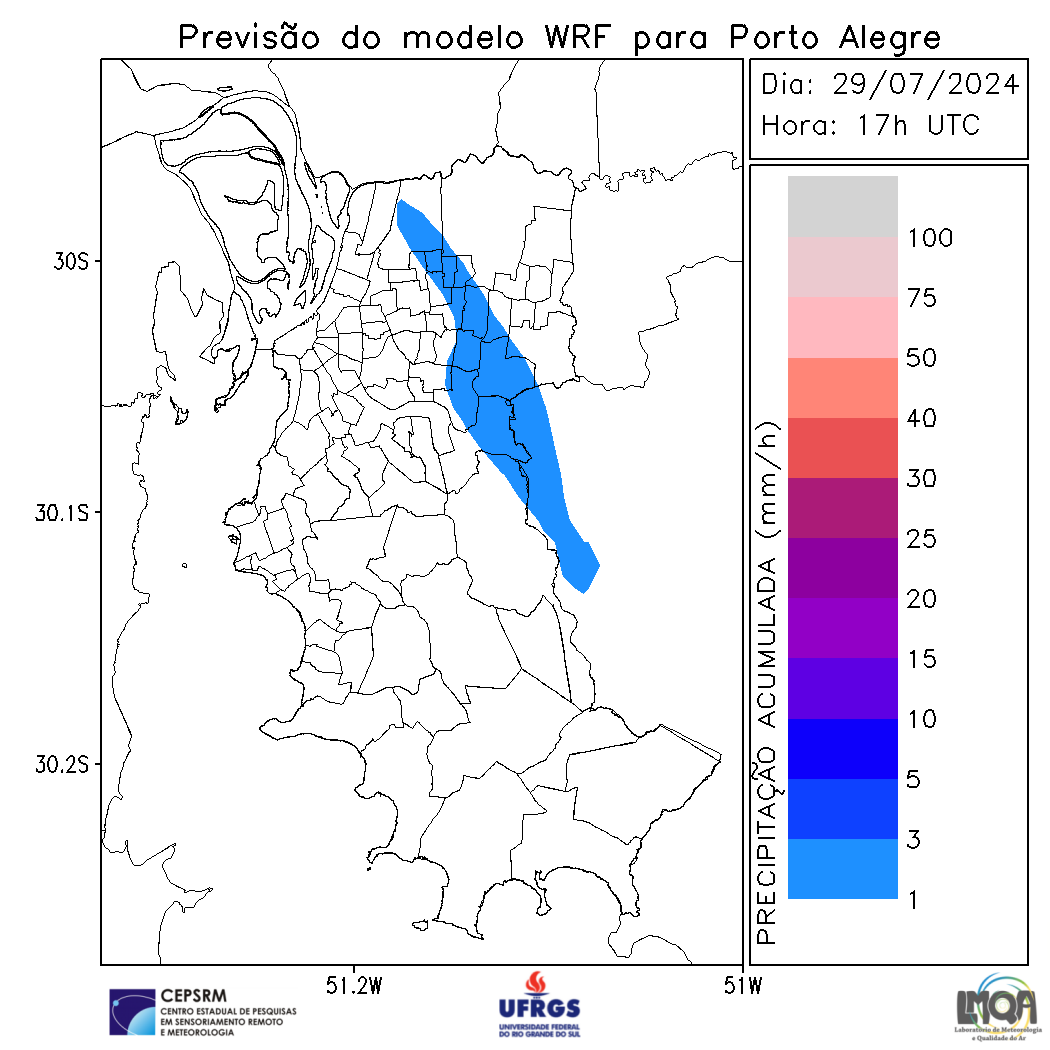 Previsão do modelo WRF para Porto Alegre
Dia: 29/07/2024
Hora: 17h UTC
30S
30.1S
30.2S
51.2W
51W
PRECIPITAÇÃO ACUMULADA (mm/h)
100
75
50
40
30
25
20
15
10
5
3
1
CEPSRM
CENTRO ESTADUAL DE PESQUISAS
EM SENSORIAMENTO REMOTO
E METEOROLOGIA
UFRGS
UNIVERSIDADE FEDERAL
DO RIO GRANDE DO SUL
LMQA
Laboratório de Meteorologia
e Qualidade do Ar